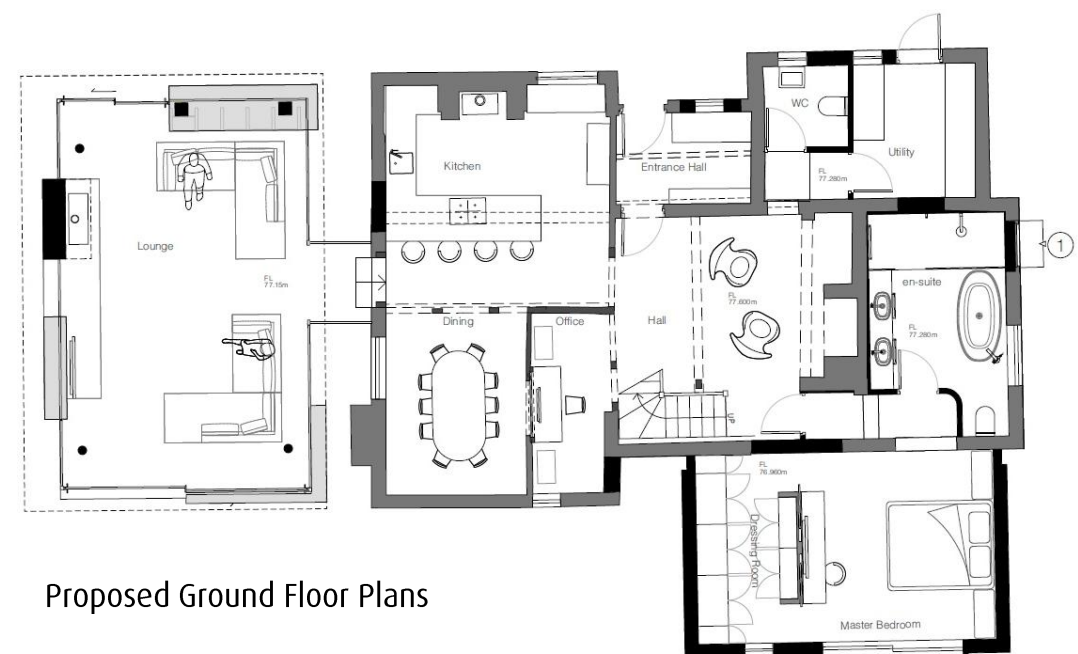 WC
Utility
Kitchen
Entrance Hall
FL
77.280m
Lounge
FL
77.15m
FL
77.600m
en-suite
1
Dining
Office
Hall
FL
77.280m
UP
FL
76.960m
Dressing Room
Master Bedroom
Proposed Ground Floor Plans